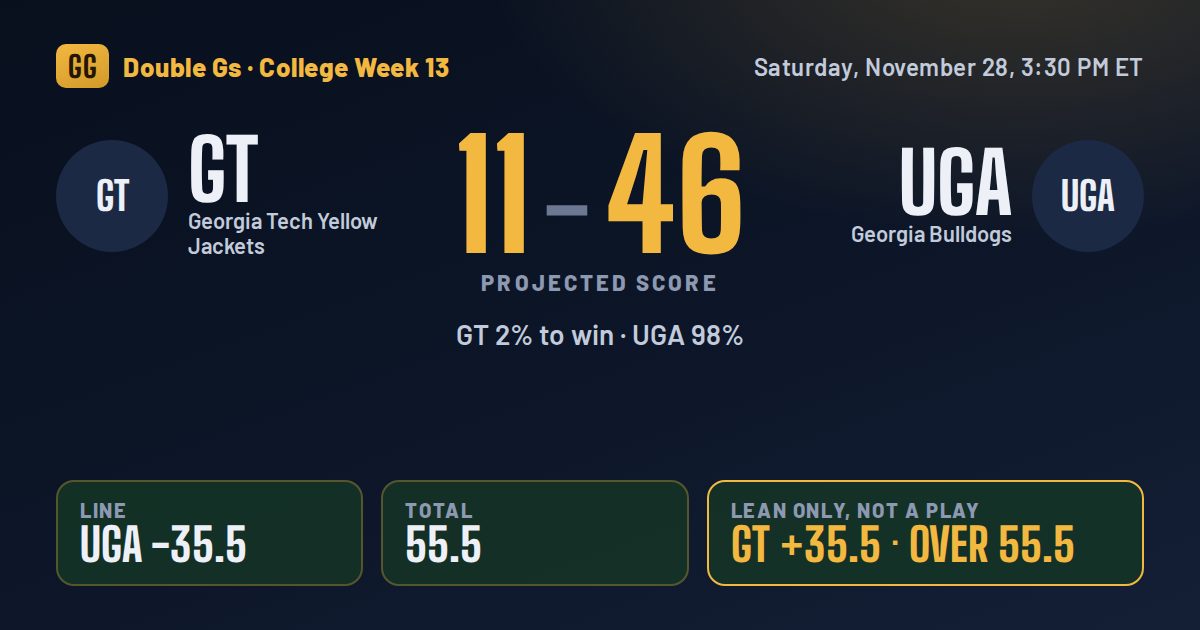 GG Double Gs · College Week 13
Saturday, November 28, 3:30 PM ET
GT
GT
Georgia Tech Yellow
Jackets
11 – 46
PROJECTED SCORE
GT 2% to win · UGA 98%
UGA
Georgia Bulldogs
UGA
LINE
UGA −35.5
TOTAL
55.5
LEAN ONLY, NOT A PLAY
GT +35.5 · OVER 55.5